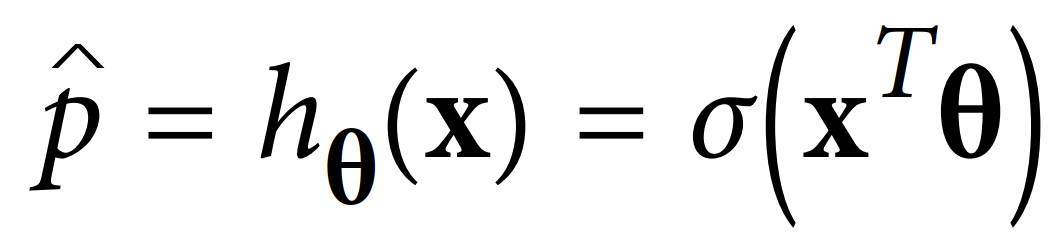 p̂ = h_𝛉(𝐱) = σ(𝐱^T 𝛉)